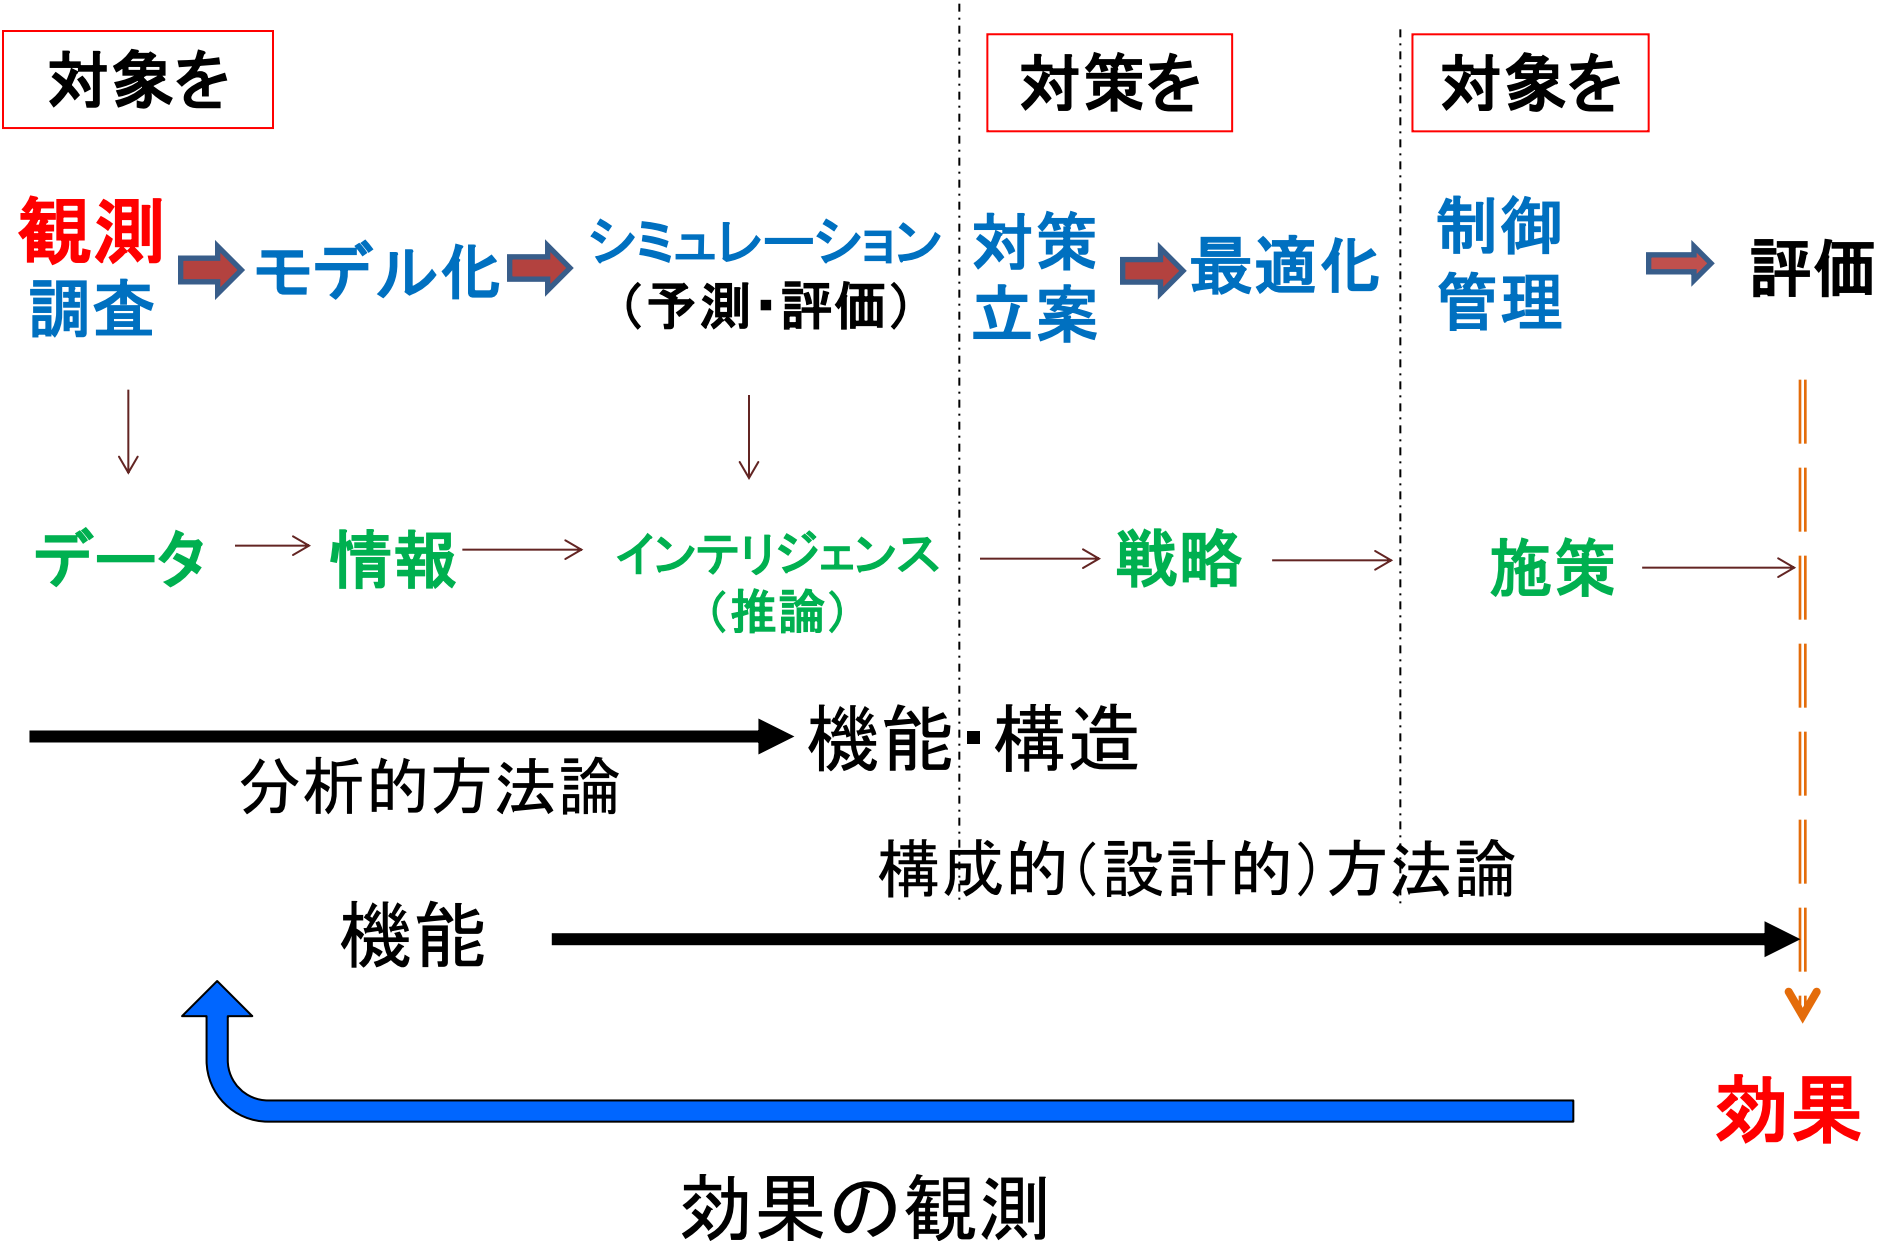 対象を
対策を
対象を
観測
調査
モデル化
シミュレーション
（予測・評価）
対策
立案
最適化
制御
管理
評価
データ
情報
インテリジェンス
（推論）
戦略
施策
機能・構造
分析的方法論
構成的（設計的）方法論
機能
効果
効果の観測